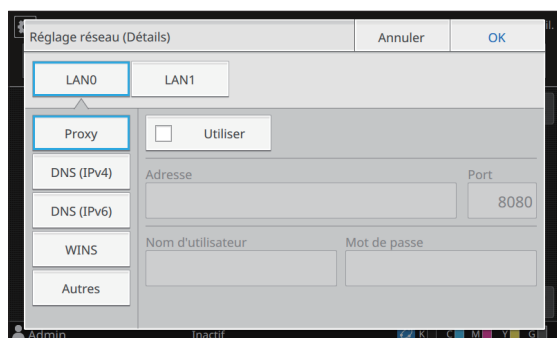 Réglage réseau (Détails)
Annuler
OK
il.
LAN0
LAN1
Proxy
Utiliser
DNS (IPv4)
Adresse
Port
8080
DNS (IPv6)
WINS
Nom d'utilisateur
Mot de passe
Autres
Admin
Inactif
K
C
M
Y
G